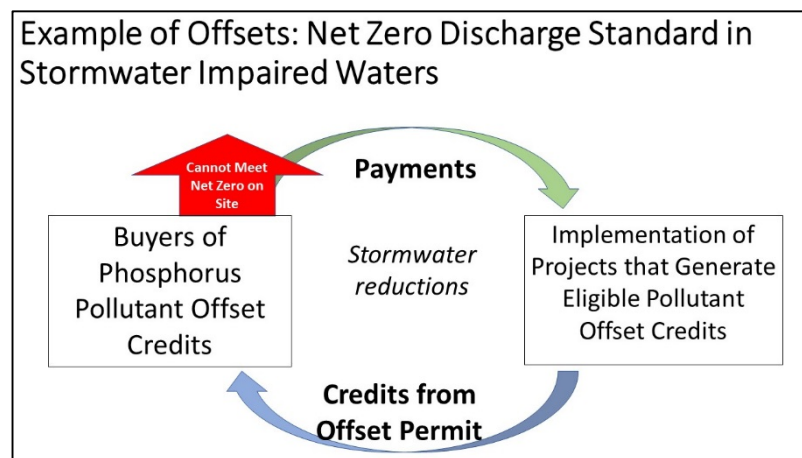 Example of Offsets: Net Zero Discharge Standard in
Stormwater Impaired Waters
Cannot Meet
Net Zero on
Site
Payments
Buyers of
Phosphorus
Pollutant Offset
Credits
Stormwater
reductions
Implementation of
Projects that Generate
Eligible Pollutant
Offset Credits
Credits from
Offset Permit